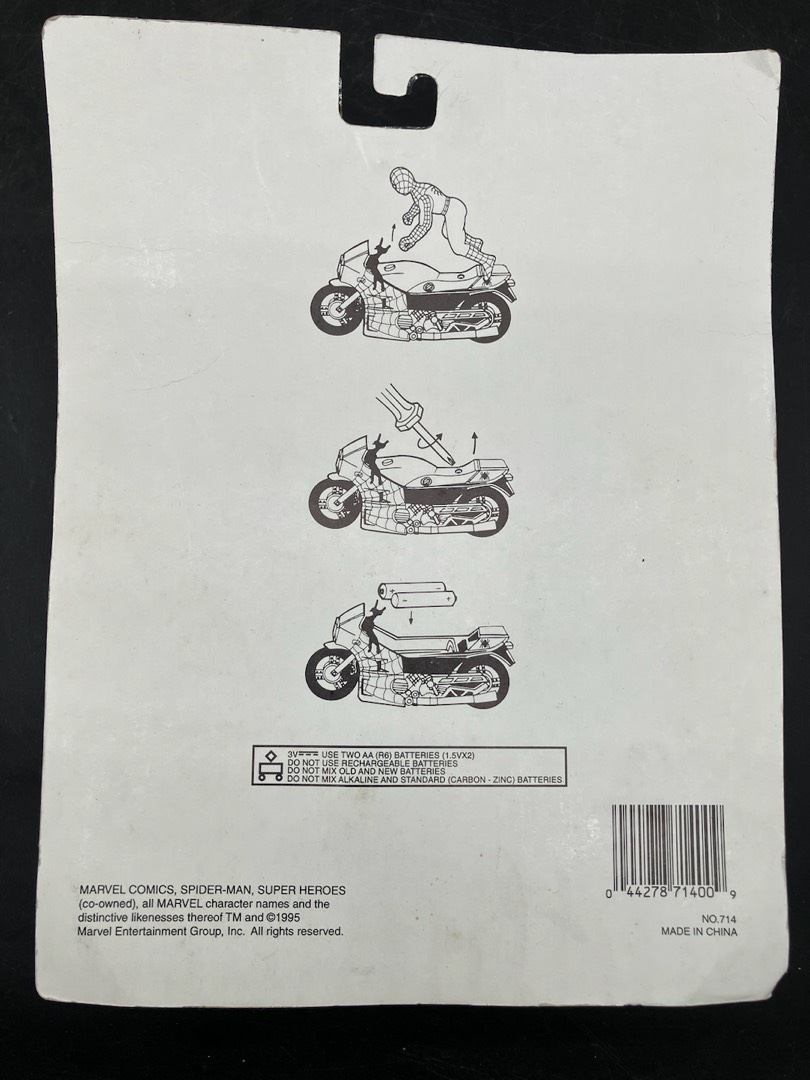 3V USE TWO AA (R6) BATTERIES (1.5VX2)
DO NOT USE RECHARGEABLE BATTERIES
DO NOT MIX OLD AND NEW BATTERIES
DO NOT MIX ALKALINE AND STANDARD (CARBON - ZINC) BATTERIES
MARVEL COMICS, SPIDER-MAN, SUPER HEROES
(co-owned), all MARVEL character names and the
distinctive likenesses thereof TM and ©1995
Marvel Entertainment Group, Inc. All rights reserved.
0 44278 71400 9
NO.714
MADE IN CHINA